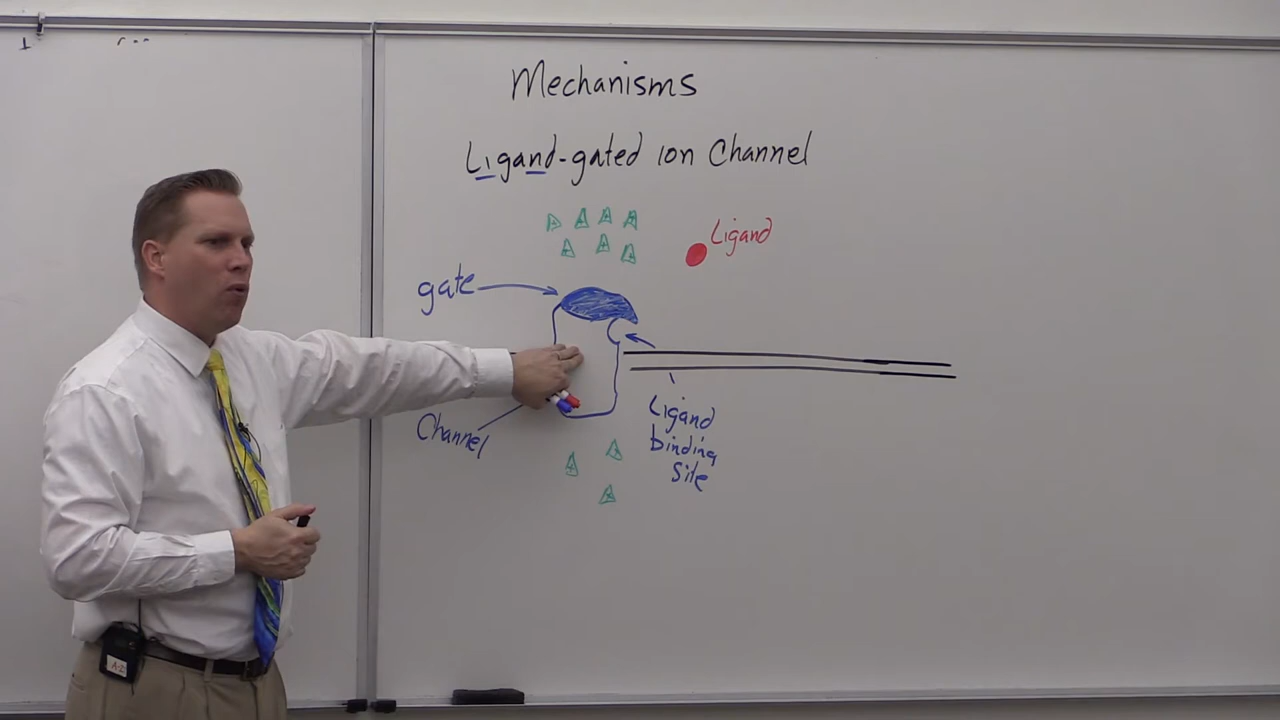 Mechanisms
Ligand-gated ion Channel
Ligand
gate
Channel
Ligand
binding
Site